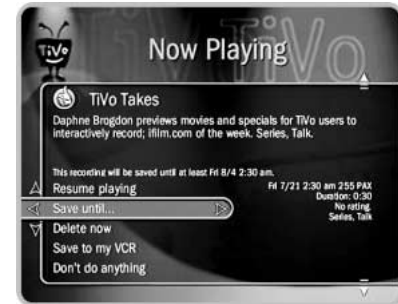 TiVo
Now Playing
TiVo Takes
Daphne Brogdon previews movies and specials for TiVo users to
interactively record; ifilm.com of the week. Series, Talk.
This recording will be saved until at least Fri 8/4 2:30 am.
Resume playing
Fri 7/21 2:30 am 255 PAX
Duration: 0:30
No rating.
Series, Talk
Save until...
Delete now
Save to my VCR
Don't do anything